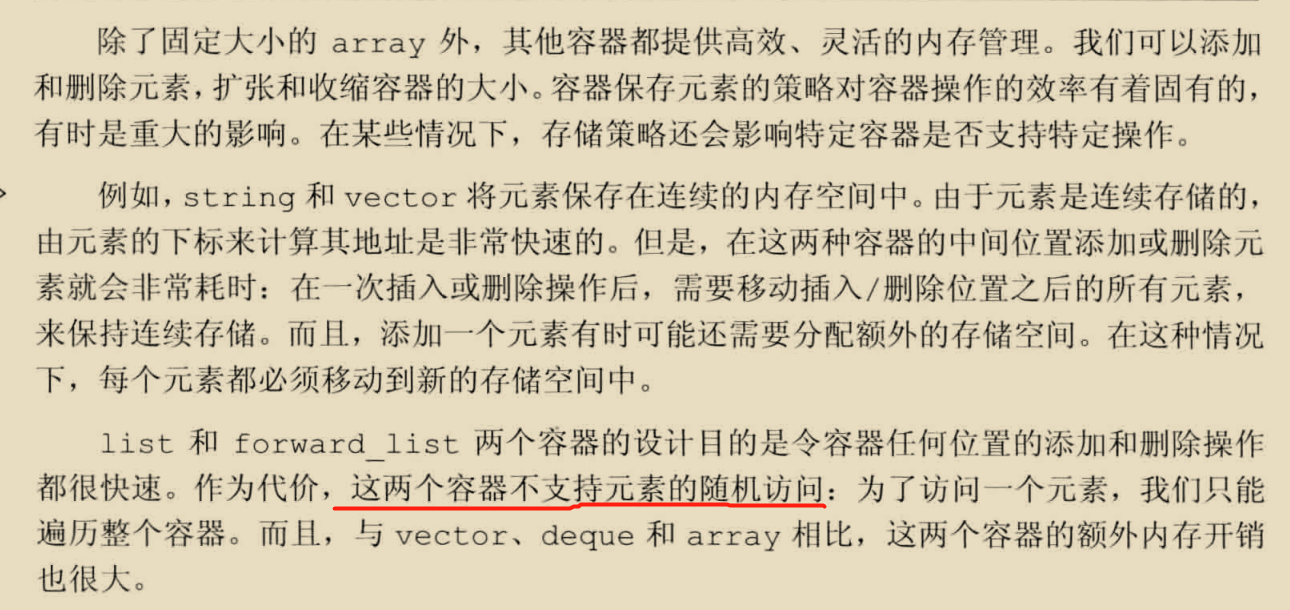 除了固定大小的 array 外，其他容器都提供高效、灵活的内存管理。我们可以添加
和删除元素，扩张和收缩容器的大小。容器保存元素的策略对容器操作的效率有着固有的，
有时是重大的影响。在某些情况下，存储策略还会影响特定容器是否支持特定操作。
例如，string 和 vector 将元素保存在连续的内存空间中。由于元素是连续存储的，
由元素的下标来计算其地址是非常快速的。但是，在这两种容器的中间位置添加或删除元
素就会非常耗时：在一次插入或删除操作后，需要移动插入/删除位置之后的所有元素，
来保持连续存储。而且，添加一个元素有时可能还需要分配额外的存储空间。在这种情况
下，每个元素都必须移动到新的存储空间中。
list 和 forward_list 两个容器的设计目的是令容器任何位置的添加和删除操作
都很快速。作为代价，这两个容器不支持元素的随机访问：为了访问一个元素，我们只能
遍历整个容器。而且，与 vector、deque 和 array 相比，这两个容器的额外内存开销
也很大。